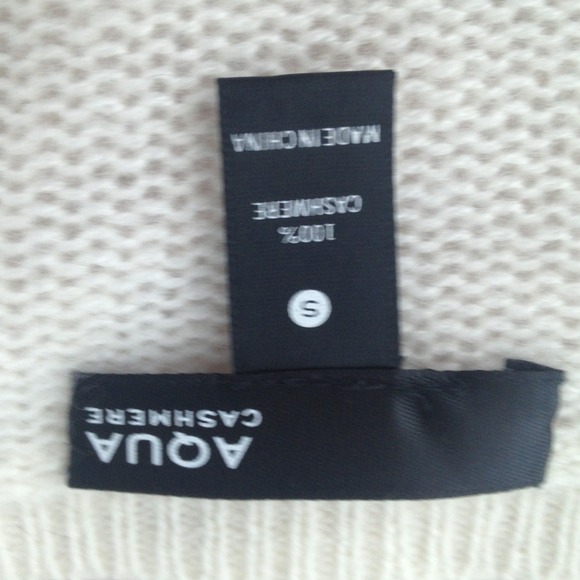 AQUA
CASHMERE
S
100%
CASHMERE
MADE IN CHINA